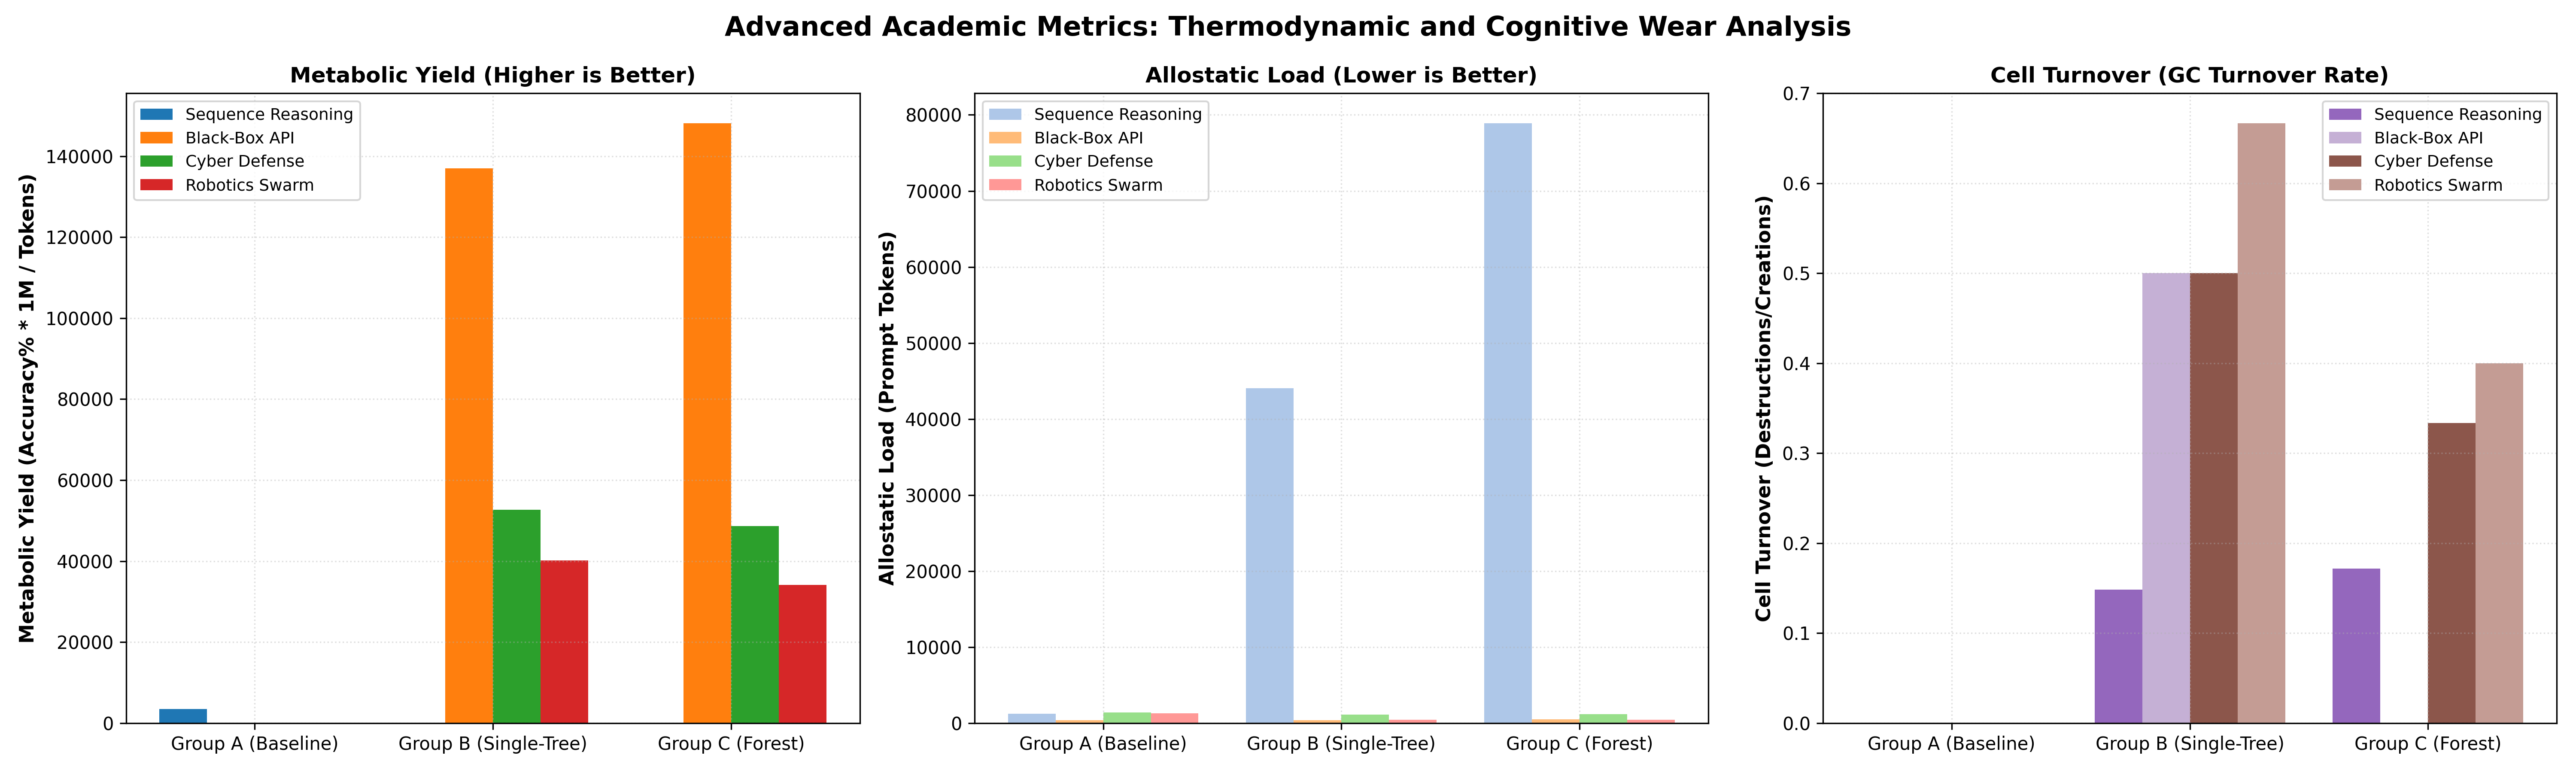 Advanced Academic Metrics: Thermodynamic and Cognitive Wear Analysis
Metabolic Yield (Higher is Better)
Metabolic Yield (Accuracy% * 1M / Tokens)
140000
120000
100000
80000
60000
40000
20000
0
Sequence Reasoning
Black-Box API
Cyber Defense
Robotics Swarm
Group A (Baseline)
Group B (Single-Tree)
Group C (Forest)
Allostatic Load (Lower is Better)
Allostatic Load (Prompt Tokens)
80000
70000
60000
50000
40000
30000
20000
10000
0
Sequence Reasoning
Black-Box API
Cyber Defense
Robotics Swarm
Group A (Baseline)
Group B (Single-Tree)
Group C (Forest)
Cell Turnover (GC Turnover Rate)
Cell Turnover (Destructions/Creations)
0.7
0.6
0.5
0.4
0.3
0.2
0.1
0.0
Sequence Reasoning
Black-Box API
Cyber Defense
Robotics Swarm
Group A (Baseline)
Group B (Single-Tree)
Group C (Forest)